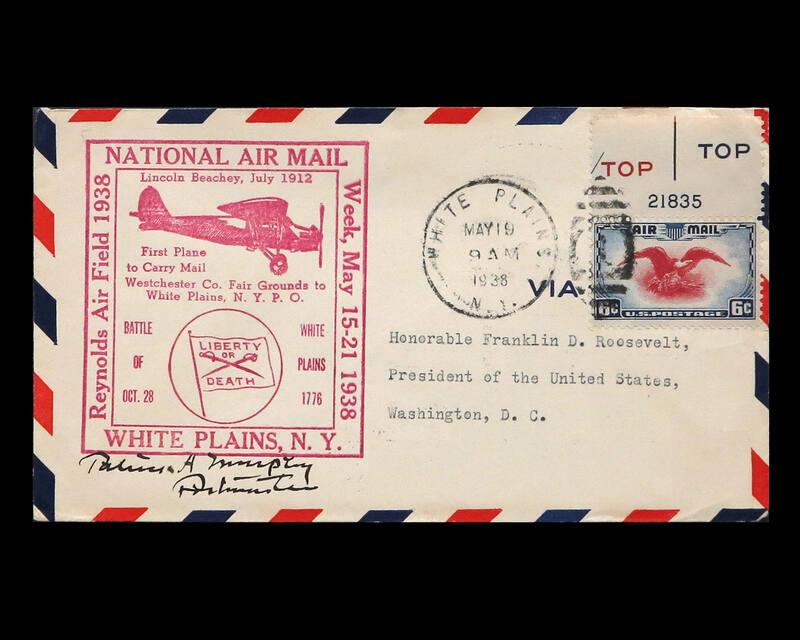 NATIONAL AIR MAIL
Lincoln Beachey, July 1912
Reynolds Air Field 1938
Week, May 15-21 1938
First Plane
to Carry Mail
Westchester Co. Fair Grounds to
White Plains, N. Y. P. O.
BATTLE
OF
OCT. 28
LIBERTY
OR
DEATH
WHITE
PLAINS
1776
WHITE PLAINS, N. Y.
A Murphy
Postmaster
WHITE PLAINS
MAY 19
9 AM
1938
N.Y.
TOP
TOP
21835
AIR MAIL
6c 6c
U.S. POSTAGE
VIA
Honorable Franklin D. Roosevelt,
President of the United States,
Washington, D. C.